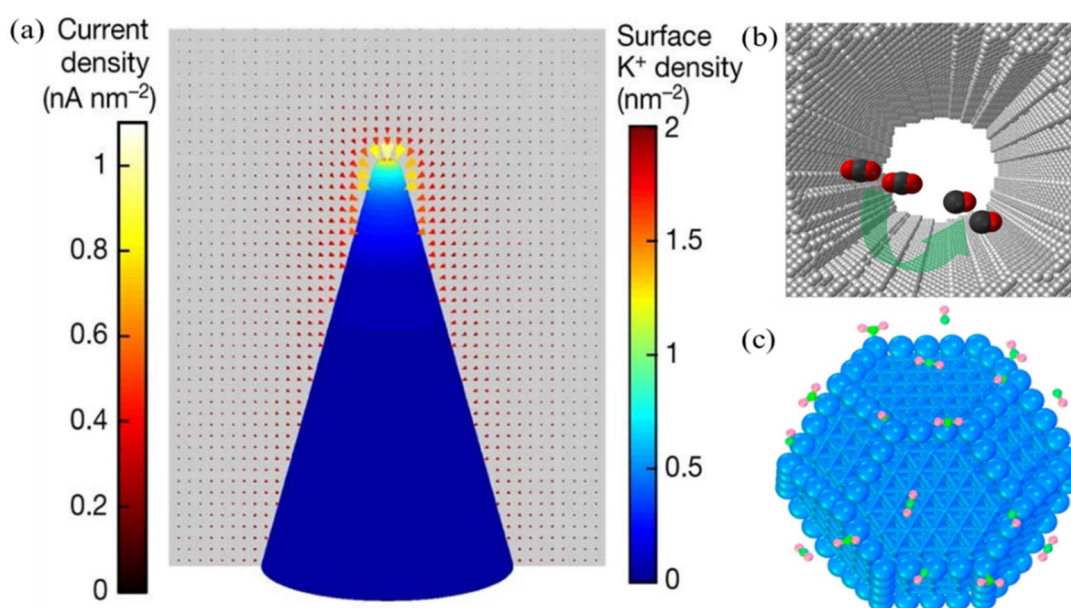 (a)
Current
density
(nA nm⁻²)
1
0.8
0.6
0.4
0.2
0
Surface
K⁺ density
(nm⁻²)
2
1.5
1
0.5
0
(b)
(c)